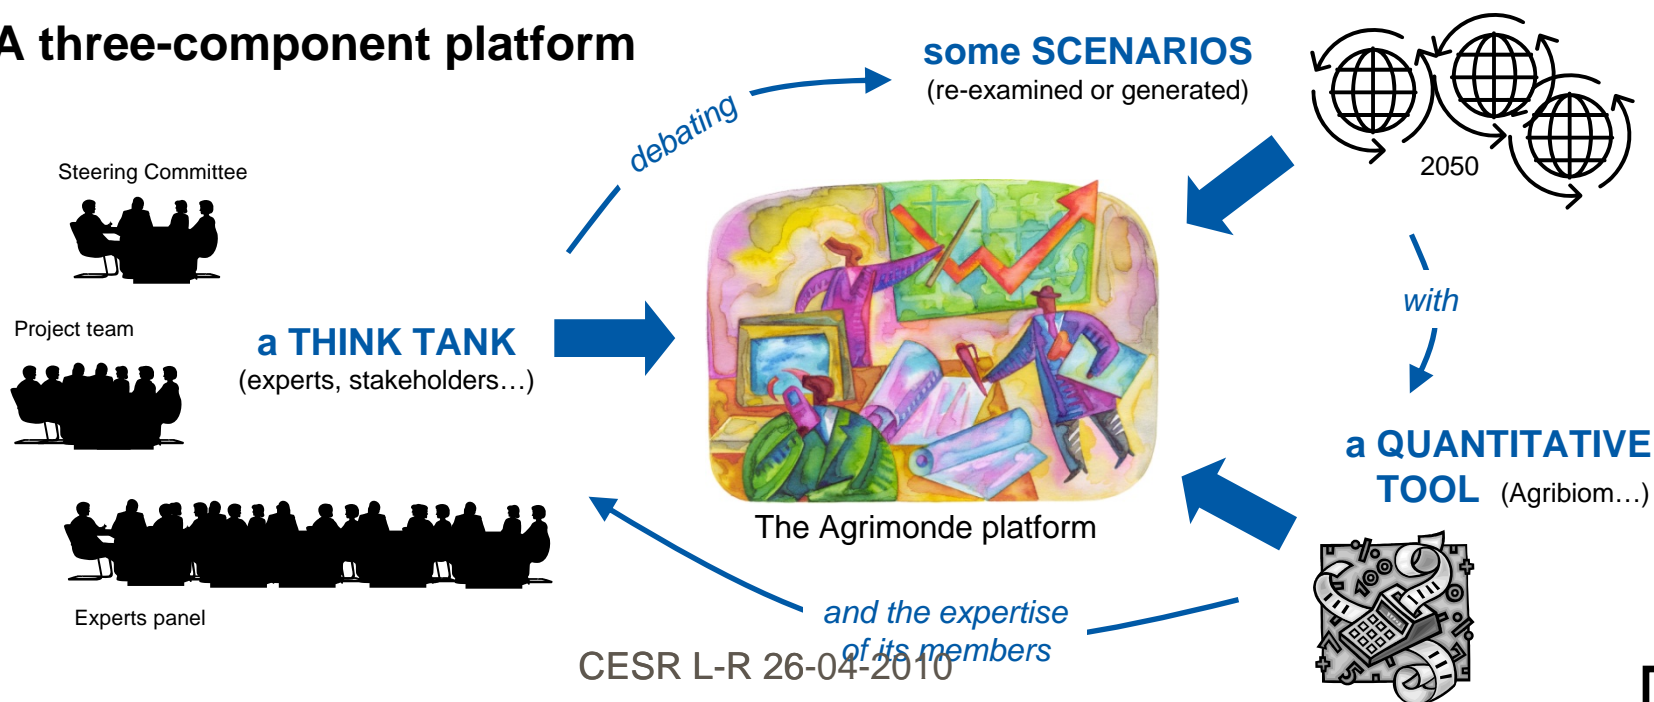 A three-component platform
some SCENARIOS
(re-examined or generated)
debating
2050
Steering Committee
with
Project team
a THINK TANK
(experts, stakeholders…)
a QUANTITATIVE
TOOL (Agribiom…)
The Agrimonde platform
Experts panel
and the expertise
of its members
CESR L-R 26-04-2010